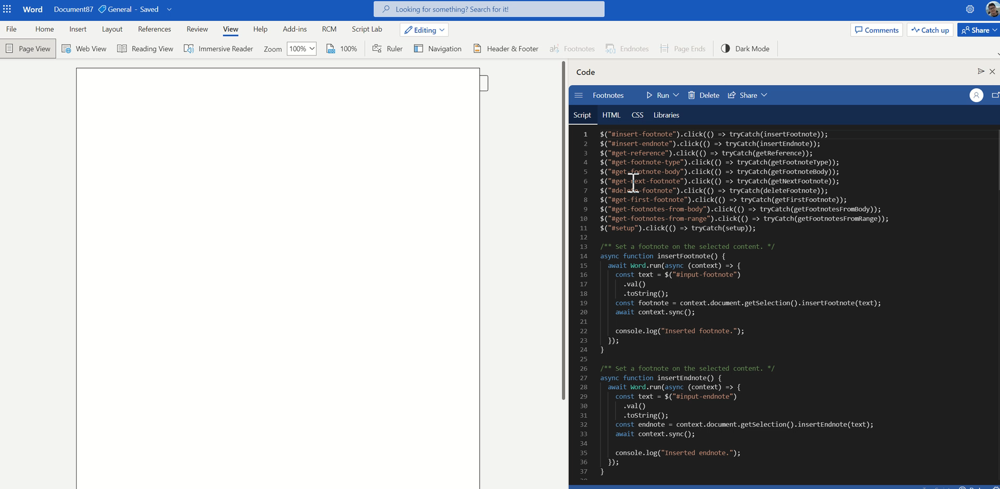 Word Document87 General - Saved Looking for something? Search for it!
File Home Insert Layout References Review View Help Add-ins RCM Script Lab Editing Comments Catch up Share
Page View Web View Reading View Immersive Reader Zoom 100% 100 100% Ruler Navigation Header & Footer Footnotes Endnotes Page Ends Dark Mode
Code
Footnotes Run Delete Share
Script HTML CSS Libraries
1 $("#insert-footnote").click(() => tryCatch(insertFootnote));
2 $("#insert-endnote").click(() => tryCatch(insertEndnote));
3 $("#get-reference").click(() => tryCatch(getReference));
4 $("#get-footnote-type").click(() => tryCatch(getFootnoteType));
5 $("#get-footnote-body").click(() => tryCatch(getFootnoteBody));
6 $("#get-next-footnote").click(() => tryCatch(getNextFootnote));
7 $("#delete-footnote").click(() => tryCatch(deleteFootnote));
8 $("#get-first-footnote").click(() => tryCatch(getFirstFootnote));
9 $("#get-footnotes-from-body").click(() => tryCatch(getFootnotesFromBody));
10 $("#get-footnotes-from-range").click(() => tryCatch(getFootnotesFromRange));
11 $("#setup").click(() => tryCatch(setup));
12
13 /** Set a footnote on the selected content. */
14 async function insertFootnote() {
15 await Word.run(async (context) => {
16 const text = $("#input-footnote")
17 .val()
18 .toString();
19 const footnote = context.document.getSelection().insertFootnote(text);
20 await context.sync();
21
22 console.log("Inserted footnote.");
23 });
24 }
25
26 /** Set a footnote on the selected content. */
27 async function insertEndnote() {
28 await Word.run(async (context) => {
29 const text = $("#input-endnote")
30 .val()
31 .toString();
32 const endnote = context.document.getSelection().insertEndnote(text);
33 await context.sync();
34
35 console.log("Inserted endnote.");
36 });
37 }